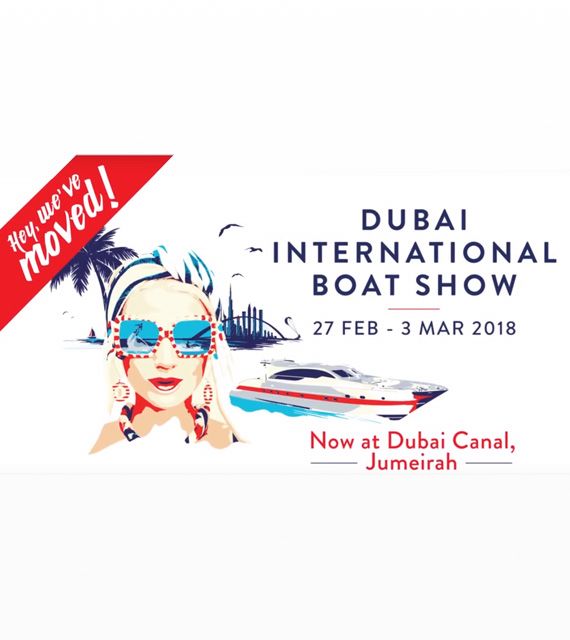 Hey, we've
moved!
DUBAI
INTERNATIONAL
BOAT SHOW
27 FEB - 3 MAR 2018
Now at Dubai Canal,
Jumeirah